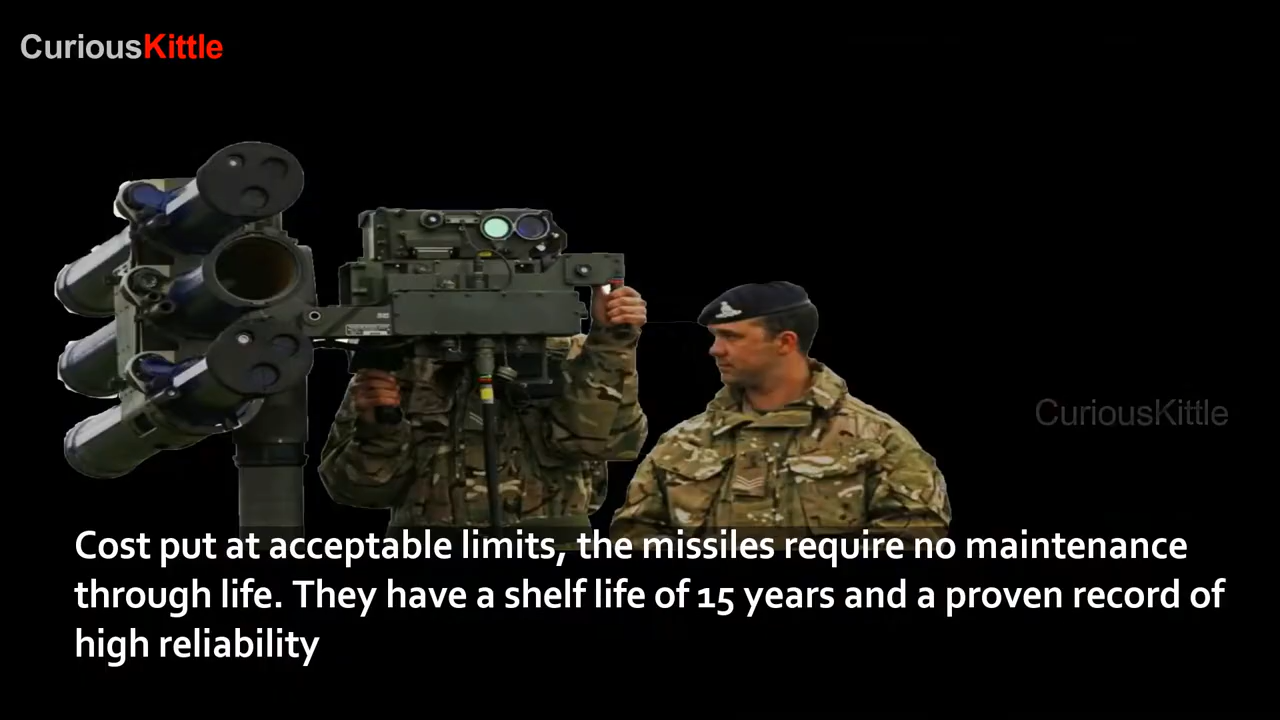 CuriousKittle
CuriousKittle
Cost put at acceptable limits, the missiles require no maintenance
through life. They have a shelf life of 15 years and a proven record of
high reliability